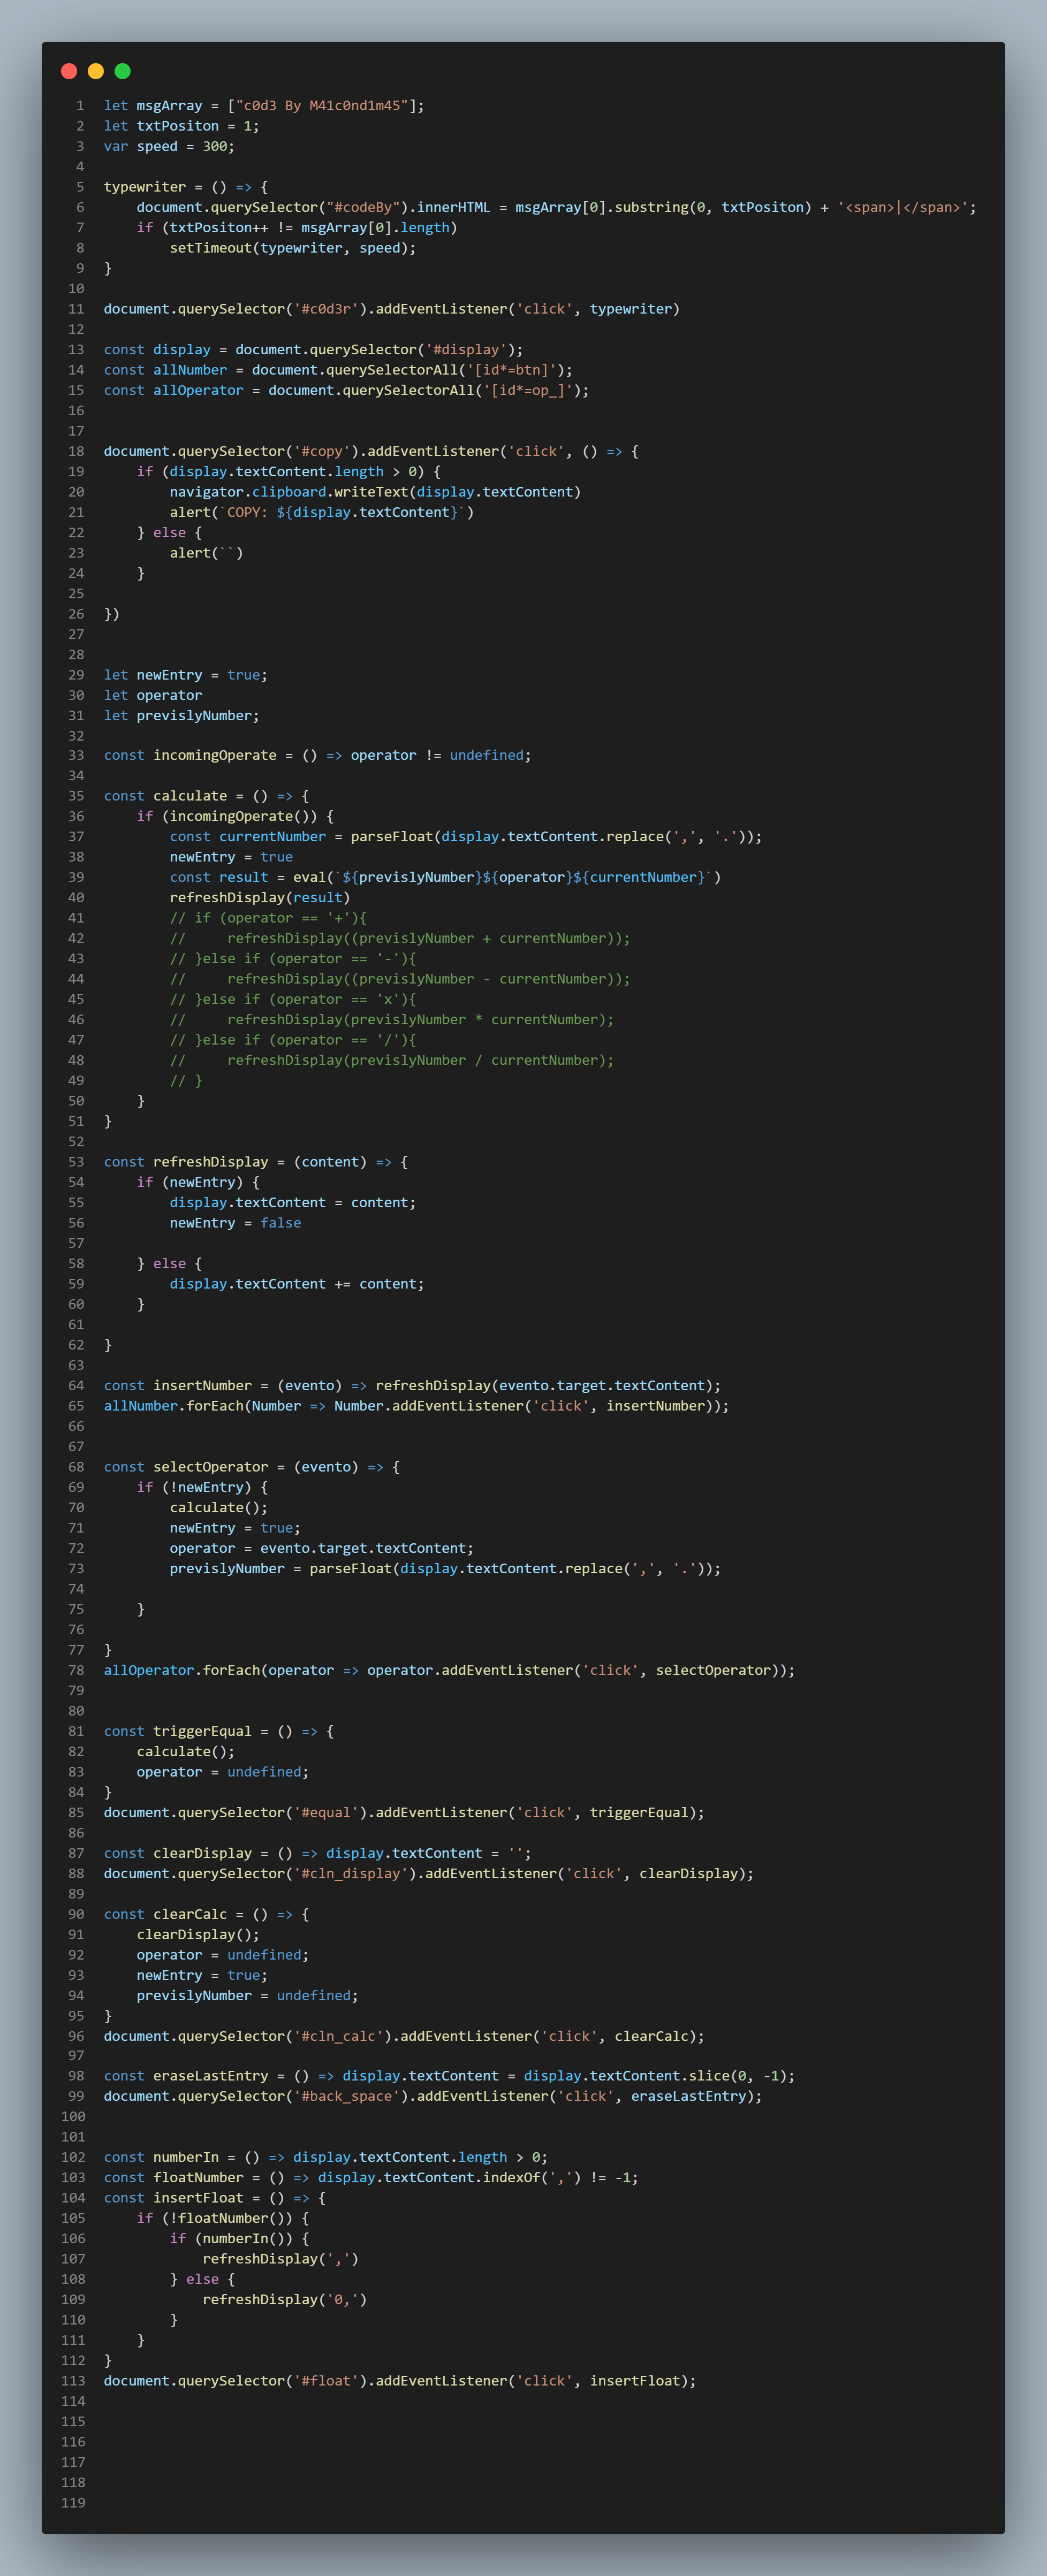 1 let msgArray = ["c0d3 By M41c0nd1m45"];
2 let txtPositon = 1;
3 var speed = 300;
4
5 typewriter = () => {
6     document.querySelector("#codeBy").innerHTML = msgArray[0].substring(0, txtPositon) + '<span>|</span>';
7     if (txtPositon++ != msgArray[0].length)
8         setTimeout(typewriter, speed);
9 }
10
11 document.querySelector('#c0d3r').addEventListener('click', typewriter)
12
13 const display = document.querySelector('#display');
14 const allNumber = document.querySelectorAll('[id*=btn]');
15 const allOperator = document.querySelectorAll('[id*=op_]');
16
17
18 document.querySelector('#copy').addEventListener('click', () => {
19     if (display.textContent.length > 0) {
20         navigator.clipboard.writeText(display.textContent)
21         alert(`COPY: ${display.textContent}`)
22     } else {
23         alert(``)
24     }
25
26 })
27
28
29 let newEntry = true;
30 let operator
31 let previslyNumber;
32
33 const incomingOperate = () => operator != undefined;
34
35 const calculate = () => {
36     if (incomingOperate()) {
37         const currentNumber = parseFloat(display.textContent.replace(',', '.'));
38         newEntry = true
39         const result = eval(`${previslyNumber}${operator}${currentNumber}`)
40         refreshDisplay(result)
41         // if (operator == '+'){
42         //     refreshDisplay((previslyNumber + currentNumber));
43         // }else if (operator == '-'){
44         //     refreshDisplay((previslyNumber - currentNumber));
45         // }else if (operator == 'x'){
46         //     refreshDisplay(previslyNumber * currentNumber);
47         // }else if (operator == '/'){
48         //     refreshDisplay(previslyNumber / currentNumber);
49         // }
50     }
51 }
52
53 const refreshDisplay = (content) => {
54     if (newEntry) {
55         display.textContent = content;
56         newEntry = false
57
58     } else {
59         display.textContent += content;
60     }
61
62 }
63
64 const insertNumber = (evento) => refreshDisplay(evento.target.textContent);
65 allNumber.forEach(Number => Number.addEventListener('click', insertNumber));
66
67
68 const selectOperator = (evento) => {
69     if (!newEntry) {
70         calculate();
71         newEntry = true;
72         operator = evento.target.textContent;
73         previslyNumber = parseFloat(display.textContent.replace(',', '.'));
74
75     }
76
77 }
78 allOperator.forEach(operator => operator.addEventListener('click', selectOperator));
79
80
81 const triggerEqual = () => {
82     calculate();
83     operator = undefined;
84 }
85 document.querySelector('#equal').addEventListener('click', triggerEqual);
86
87 const clearDisplay = () => display.textContent = '';
88 document.querySelector('#cln_display').addEventListener('click', clearDisplay);
89
90 const clearCalc = () => {
91     clearDisplay();
92     operator = undefined;
93     newEntry = true;
94     previslyNumber = undefined;
95 }
96 document.querySelector('#cln_calc').addEventListener('click', clearCalc);
97
98 const eraseLastEntry = () => display.textContent = display.textContent.slice(0, -1);
99 document.querySelector('#back_space').addEventListener('click', eraseLastEntry);
100
101
102 const numberIn = () => display.textContent.length > 0;
103 const floatNumber = () => display.textContent.indexOf(',') != -1;
104 const insertFloat = () => {
105     if (!floatNumber()) {
106         if (numberIn()) {
107             refreshDisplay(',')
108         } else {
109             refreshDisplay('0,')
110         }
111     }
112 }
113 document.querySelector('#float').addEventListener('click', insertFloat);
114
115
116
117
118
119